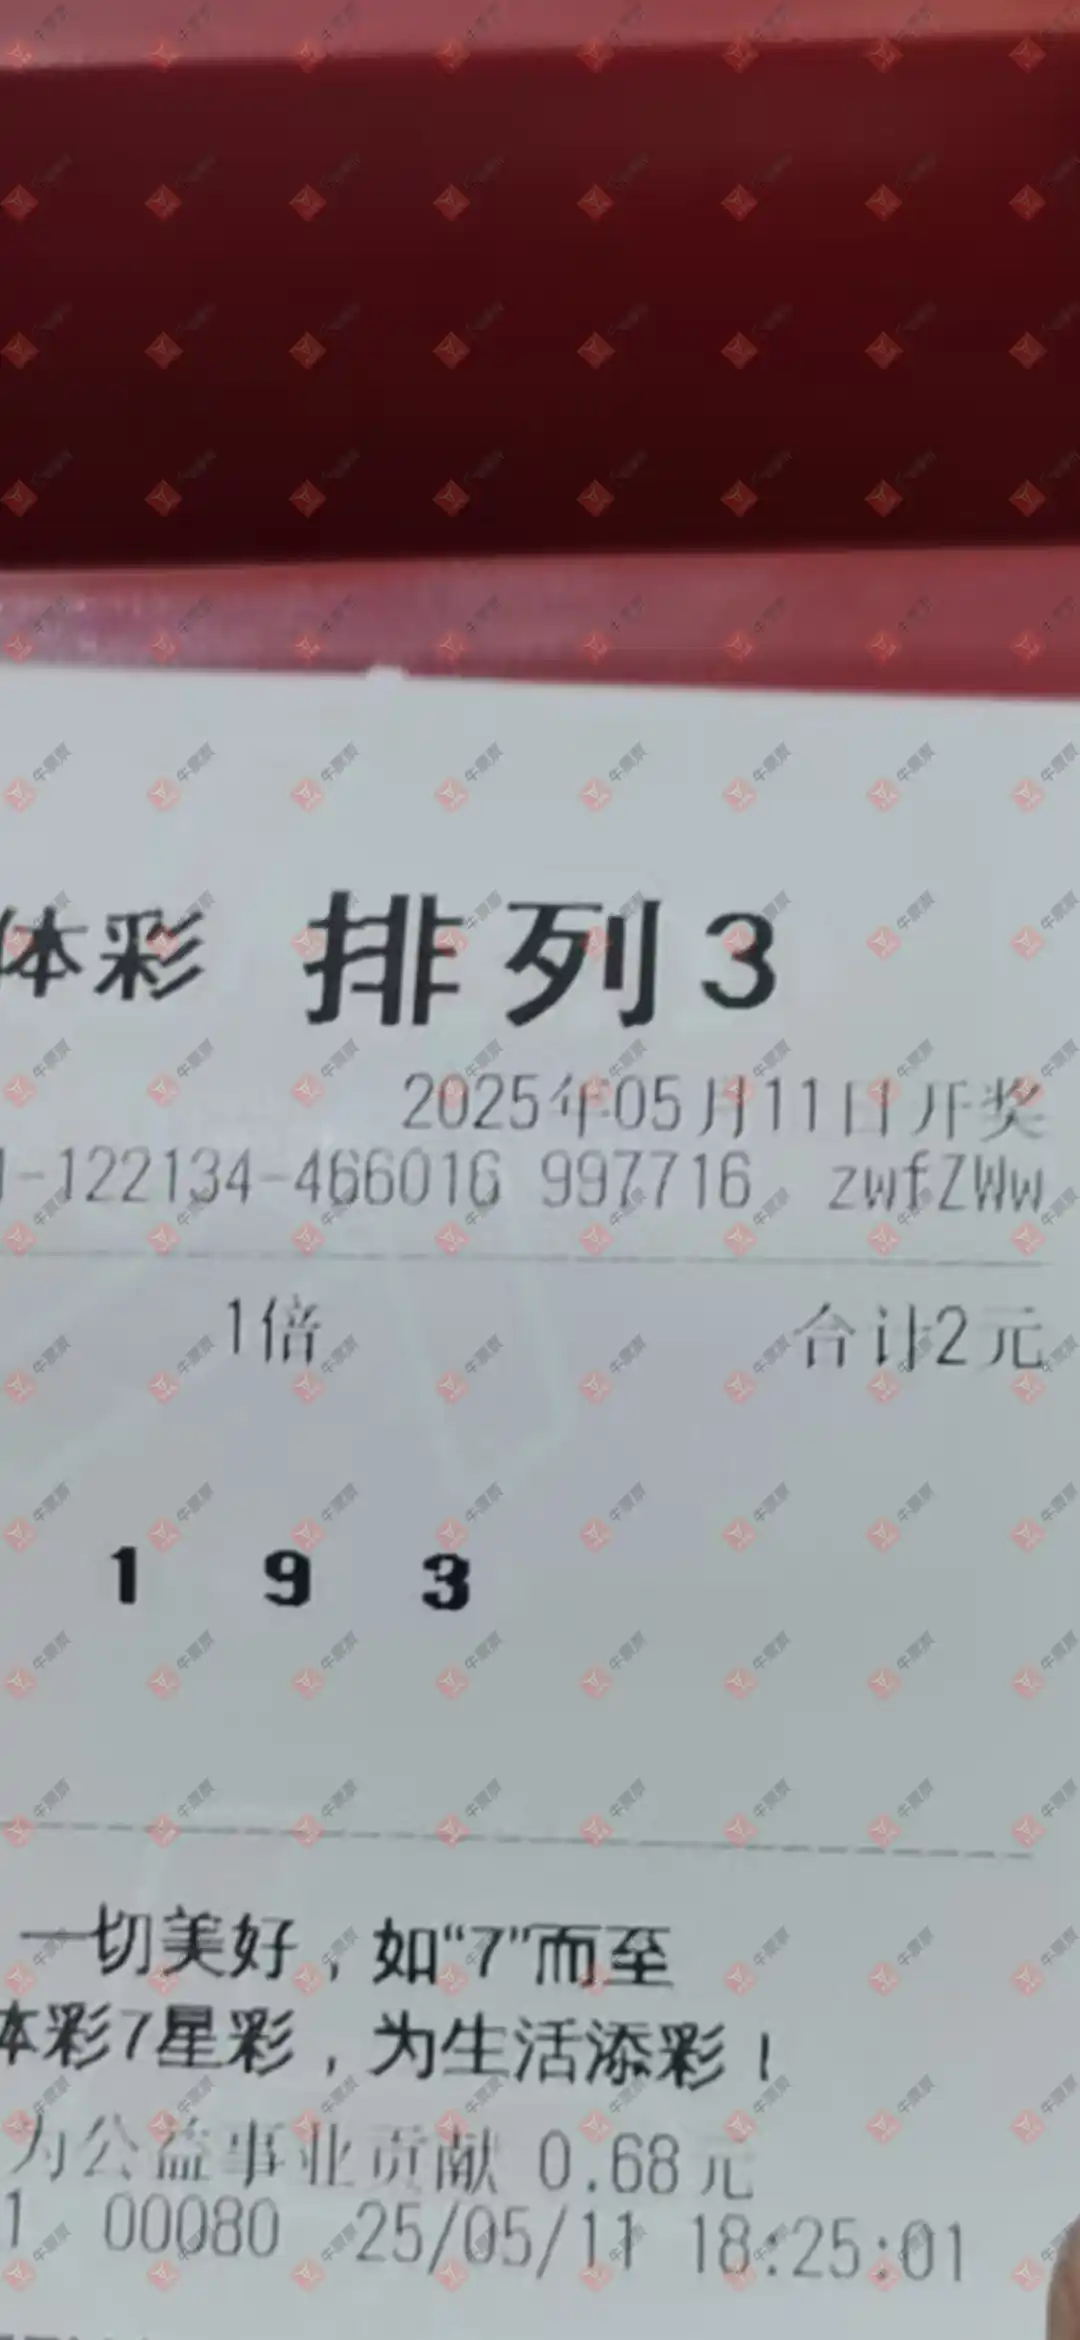 体彩 排列3
2025年05月11日开奖
1-122134-466016 997716 zwfZWw
1倍 合计2元
1 9 3
一切美好，如“7”而至
体彩7星彩，为生活添彩！
为公益事业贡献 0.68元
1 00080 25/05/11 18:25:01